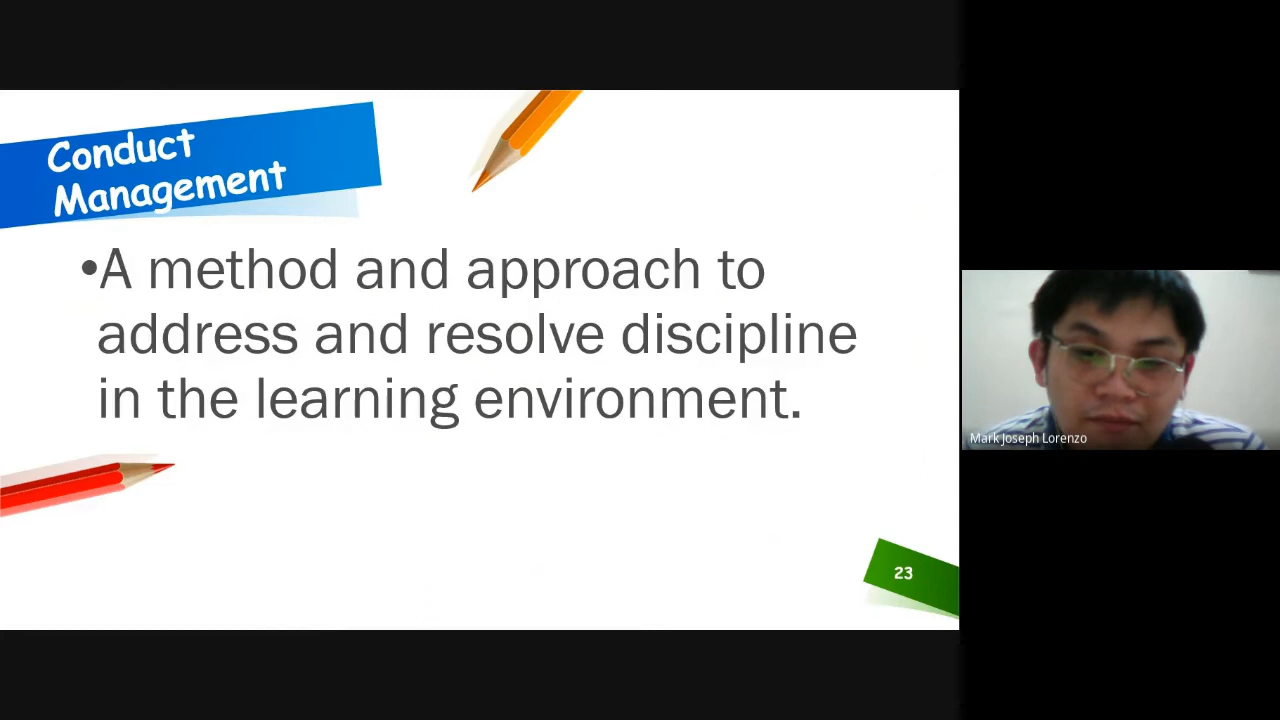 Conduct
Management
•A method and approach to
address and resolve discipline
in the learning environment.
23
Mark Joseph Lorenzo